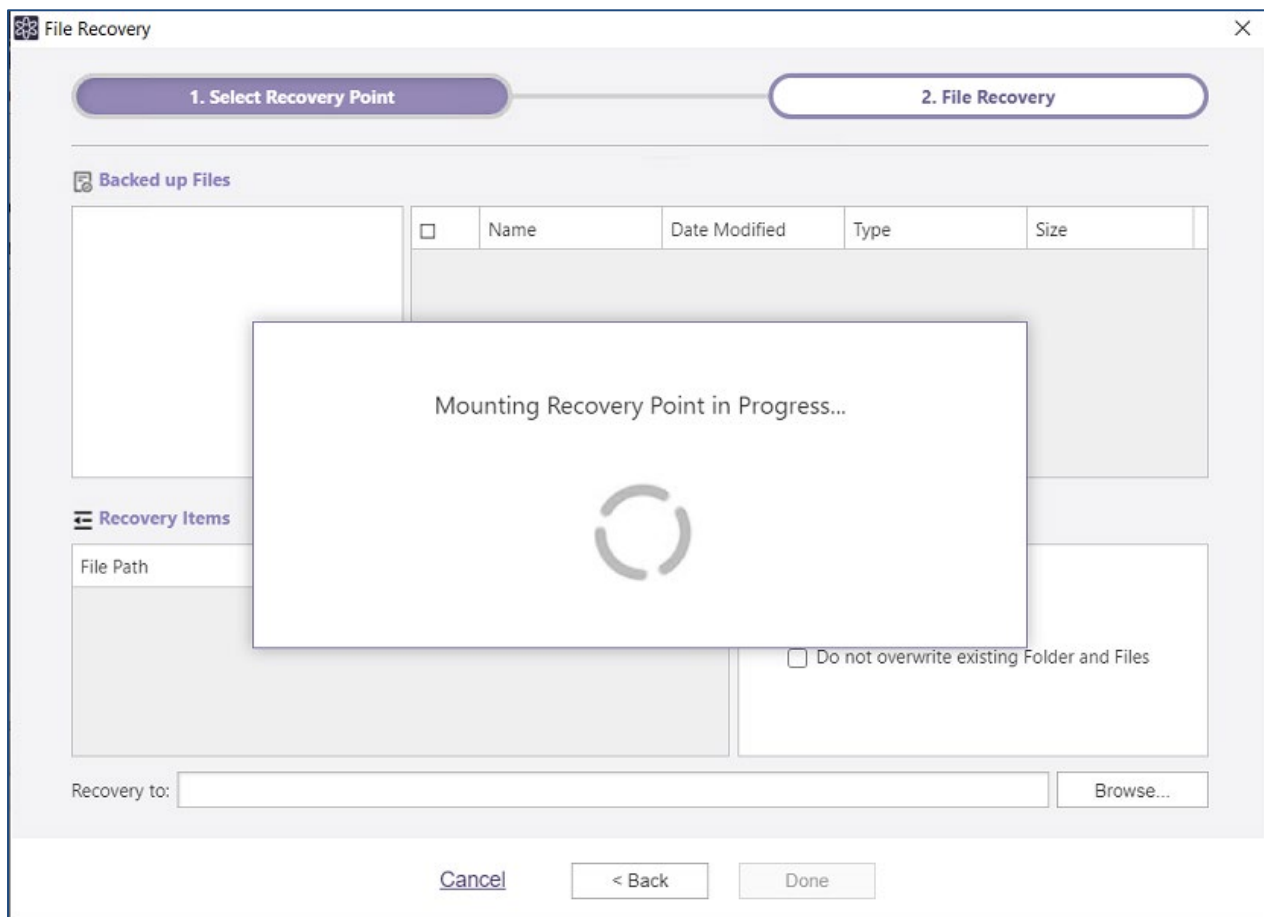 File Recovery
1. Select Recovery Point
2. File Recovery
Backed up Files
Name Date Modified Type Size
Mounting Recovery Point in Progress...
Recovery Items
File Path
Do not overwrite existing Folder and Files
Recovery to:
Browse...
Cancel
< Back
Done